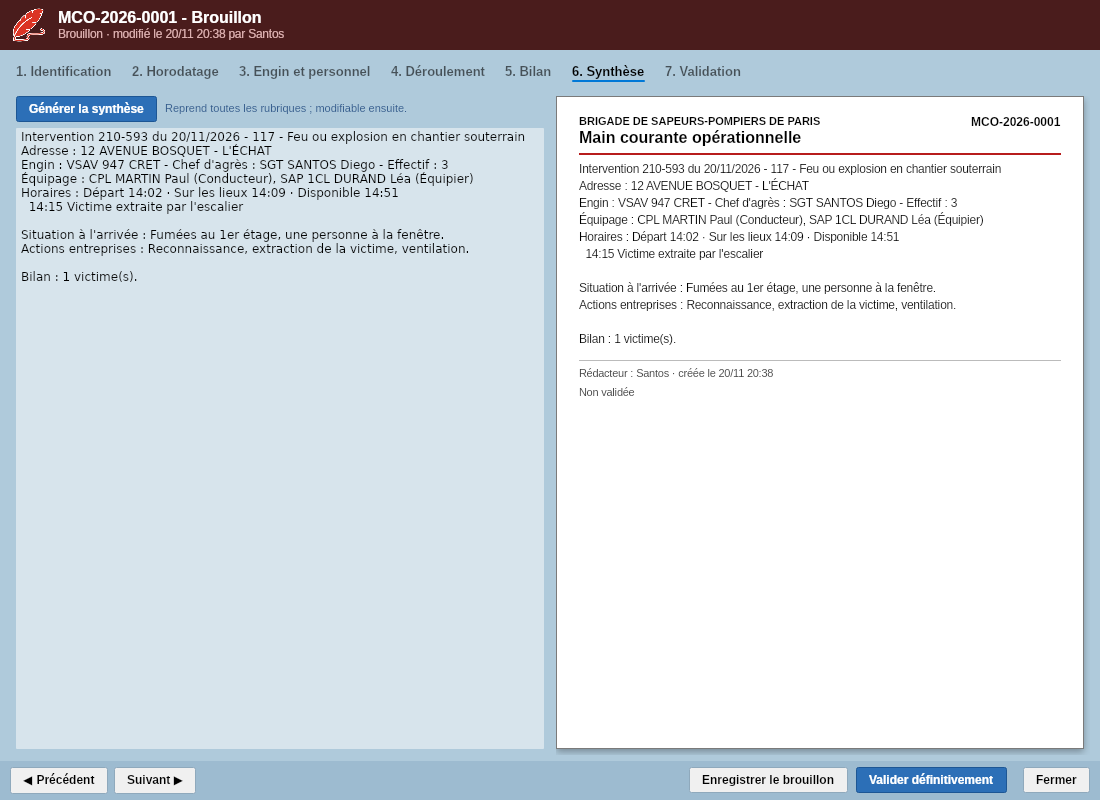 MCO-2026-0001 - Brouillon
Brouillon · modifié le 20/11 20:38 par Santos
1. Identification 2. Horodatage 3. Engin et personnel 4. Déroulement 5. Bilan 6. Synthèse 7. Validation
Générer la synthèse Reprend toutes les rubriques ; modifiable ensuite.
Intervention 210-593 du 20/11/2026 - 117 - Feu ou explosion en chantier souterrain
Adresse : 12 AVENUE BOSQUET - L'ÉCHAT
Engin : VSAV 947 CRET - Chef d'agrès : SGT SANTOS Diego - Effectif : 3
Équipage : CPL MARTIN Paul (Conducteur), SAP 1CL DURAND Léa (Équipier)
Horaires : Départ 14:02 · Sur les lieux 14:09 · Disponible 14:51
14:15 Victime extraite par l'escalier
Situation à l'arrivée : Fumées au 1er étage, une personne à la fenêtre.
Actions entreprises : Reconnaissance, extraction de la victime, ventilation.
Bilan : 1 victime(s).
BRIGADE DE SAPEURS-POMPIERS DE PARIS MCO-2026-0001
Main courante opérationnelle
Intervention 210-593 du 20/11/2026 - 117 - Feu ou explosion en chantier souterrain
Adresse : 12 AVENUE BOSQUET - L'ÉCHAT
Engin : VSAV 947 CRET - Chef d'agrès : SGT SANTOS Diego - Effectif : 3
Équipage : CPL MARTIN Paul (Conducteur), SAP 1CL DURAND Léa (Équipier)
Horaires : Départ 14:02 · Sur les lieux 14:09 · Disponible 14:51
14:15 Victime extraite par l'escalier
Situation à l'arrivée : Fumées au 1er étage, une personne à la fenêtre.
Actions entreprises : Reconnaissance, extraction de la victime, ventilation.
Bilan : 1 victime(s).
Rédacteur : Santos · créée le 20/11 20:38
Non validée
◀ Précédent Suivant ▶ Enregistrer le brouillon Valider définitivement Fermer